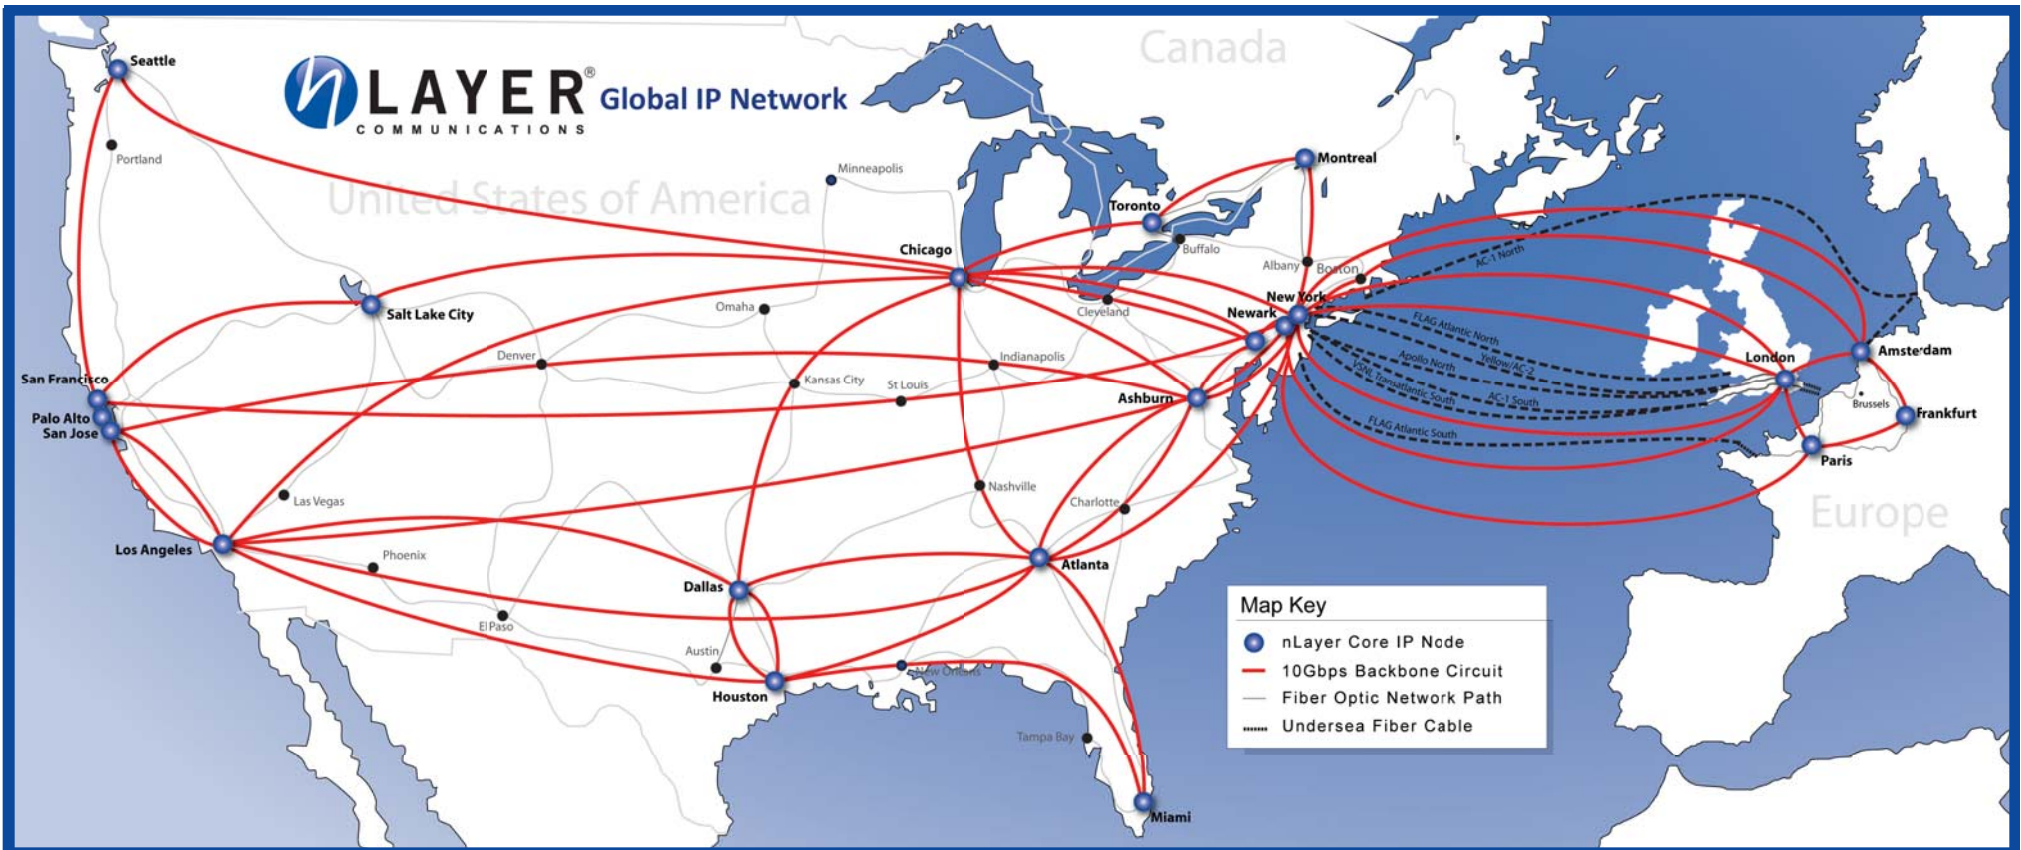 Canada
Seattle
n LAYER® Global IP Network
COMMUNICATIONS
Portland
Minneapolis
Montreal
United States of America
Toronto
Chicago
Buffalo
AC-1 North
Albany
Boston
Salt Lake City
Omaha
Cleveland
New York
Newark
FLAG Atlantic North
Denver
Indianapolis
Apollo North
Yellow/AC-2
London
Amsterdam
San Francisco
Kansas City
St Louis
VSNL Transatlantic South
Ashburn
AC-1 South
Brussels
Palo Alto
San Jose
FLAG Atlantic South
Frankfurt
Paris
Las Vegas
Nashville
Charlotte
Europe
Los Angeles
Phoenix
Atlanta
Dallas
El Paso
Austin
New Orleans
Houston
Tampa Bay
Miami
Map Key
nLayer Core IP Node
10Gbps Backbone Circuit
Fiber Optic Network Path
Undersea Fiber Cable